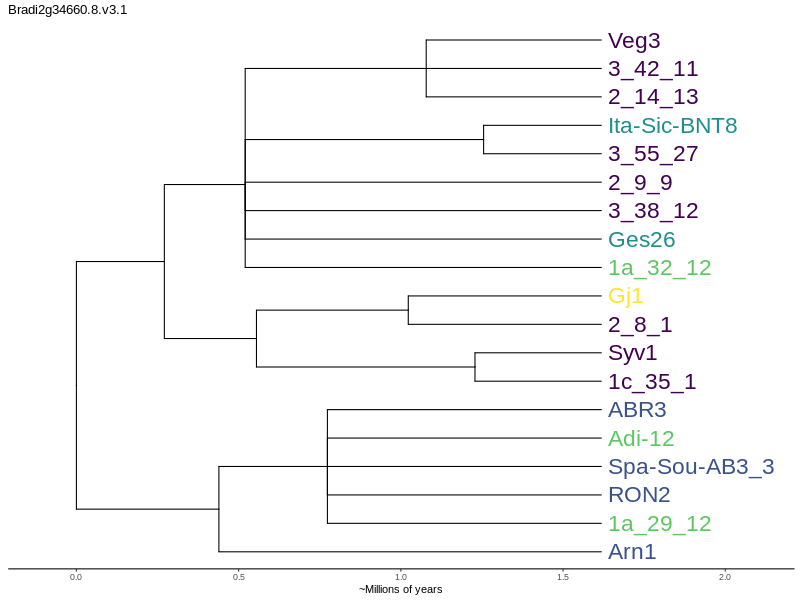 Bradi2g34660.8.v3.1
Veg3
3_42_11
2_14_13
Ita-Sic-BNT8
3_55_27
2_9_9
3_38_12
Ges26
1a_32_12
Gj1
2_8_1
Syv1
1c_35_1
ABR3
Adi-12
Spa-Sou-AB3_3
RON2
1a_29_12
Arn1
0.0 0.5 1.0 1.5 2.0
~Millions of years